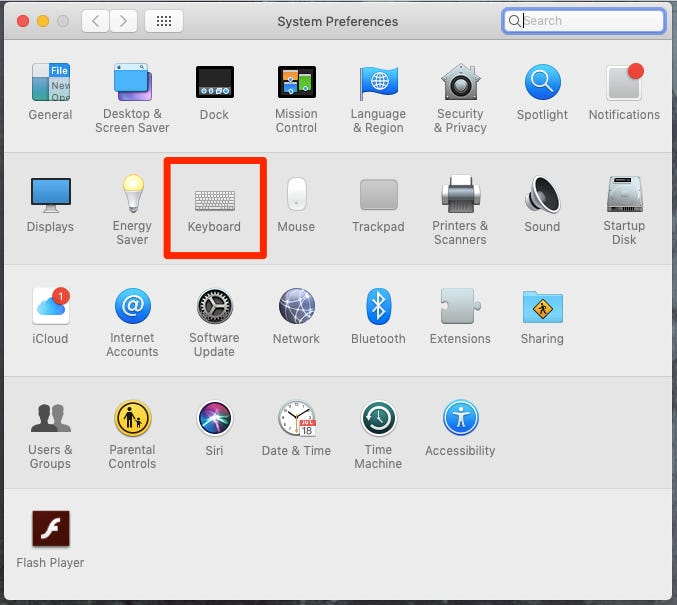 System Preferences
Search
File
New
Ope
General
Desktop &
Screen Saver
Dock
Mission
Control
Language
& Region
Security
& Privacy
Spotlight
Notifications
Displays
Energy
Saver
Keyboard
Mouse
Trackpad
Printers &
Scanners
Sound
Startup
Disk
1
iCloud
@
Internet
Accounts
Software
Update
Network
Bluetooth
Extensions
Sharing
Users &
Groups
Parental
Controls
Siri
JUL
18
Date & Time
Time
Machine
Accessibility
Flash Player